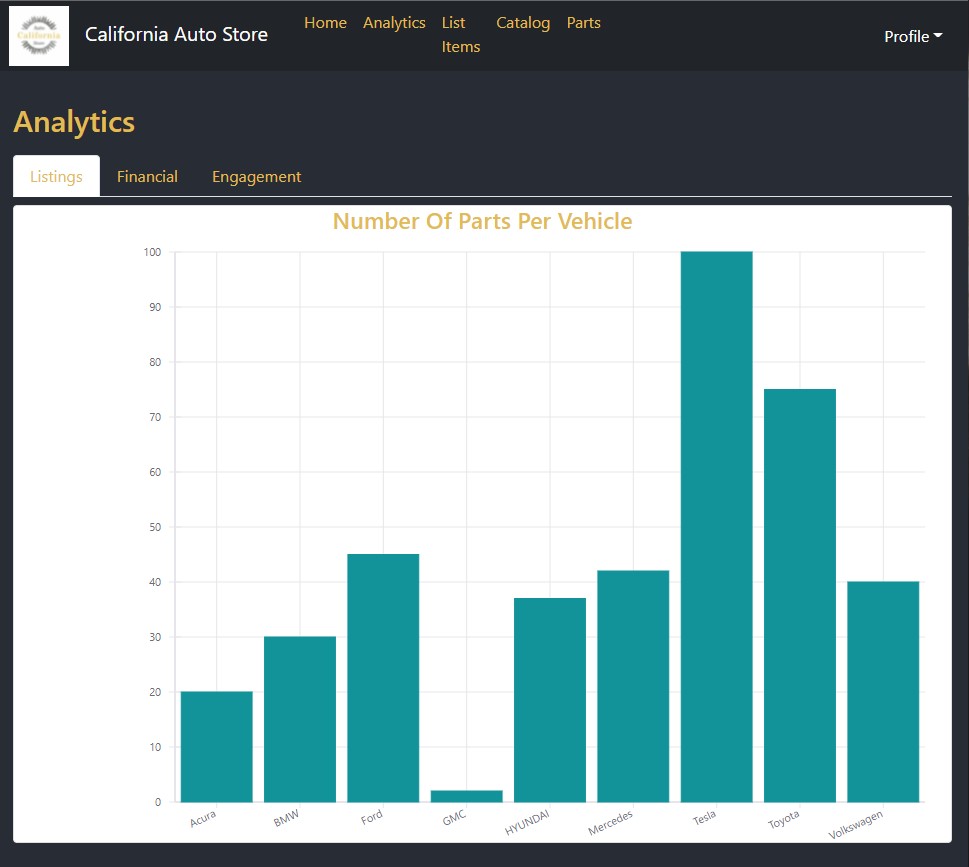 California
California Auto Store
Home Analytics List Items Catalog Parts
Profile
Analytics
Listings Financial Engagement
Number Of Parts Per Vehicle
100
90
80
70
60
50
40
30
20
10
0
Acura BMW Ford GMC HYUNDAI Mercedes Tesla Toyota Volkswagen